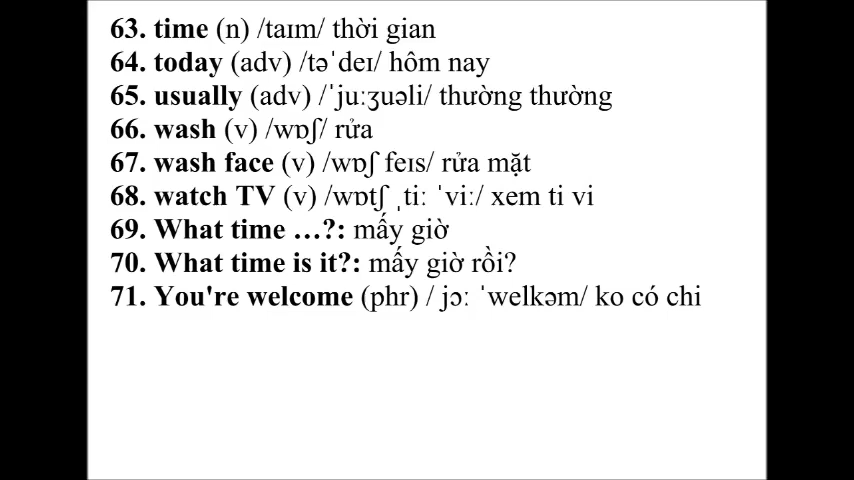 63. time (n) /taɪm/ thời gian
64. today (adv) /təˈdeɪ/ hôm nay
65. usually (adv) /ˈjuːʒuəli/ thường thường
66. wash (v) /wɒʃ/ rửa
67. wash face (v) /wɒʃ feɪs/ rửa mặt
68. watch TV (v) /wɒtʃ ˌtiː ˈviː/ xem ti vi
69. What time …?: mấy giờ
70. What time is it?: mấy giờ rồi?
71. You're welcome (phr) / jɔː ˈwelkəm/ ko có chi